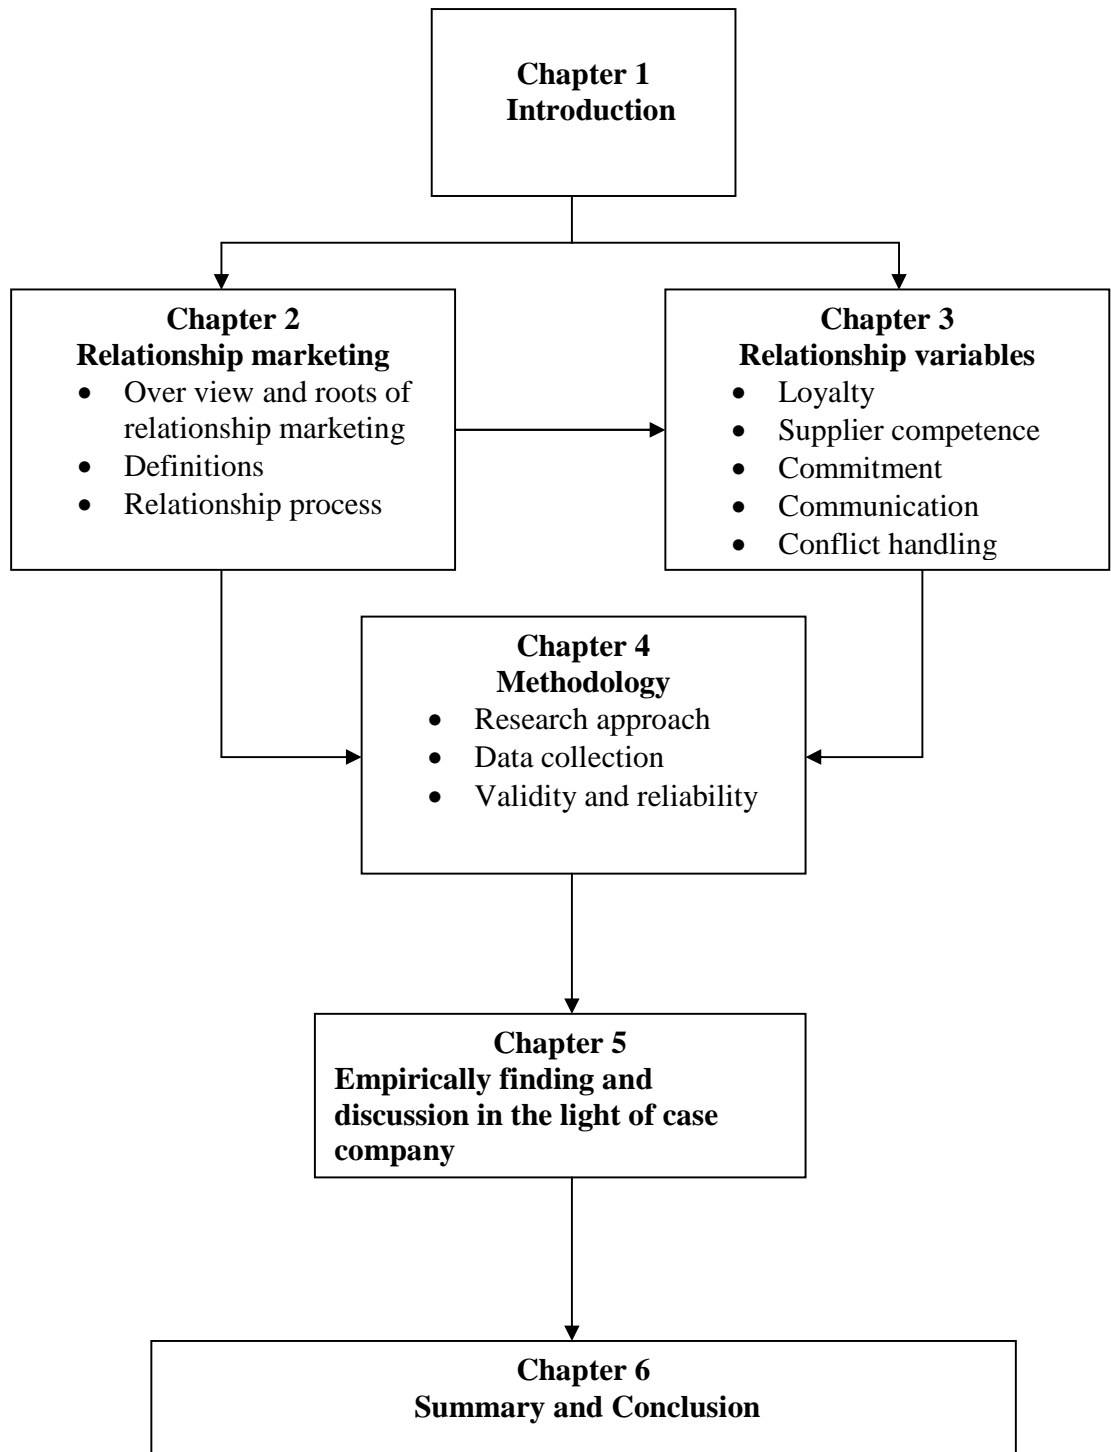 Chapter 1
Introduction
Chapter 2
Relationship marketing
• Over view and roots of
relationship marketing
• Definitions
• Relationship process
Chapter 3
Relationship variables
• Loyalty
• Supplier competence
• Commitment
• Communication
• Conflict handling
Chapter 4
Methodology
• Research approach
• Data collection
• Validity and reliability
Chapter 5
Empirically finding and
discussion in the light of case
company
Chapter 6
Summary and Conclusion